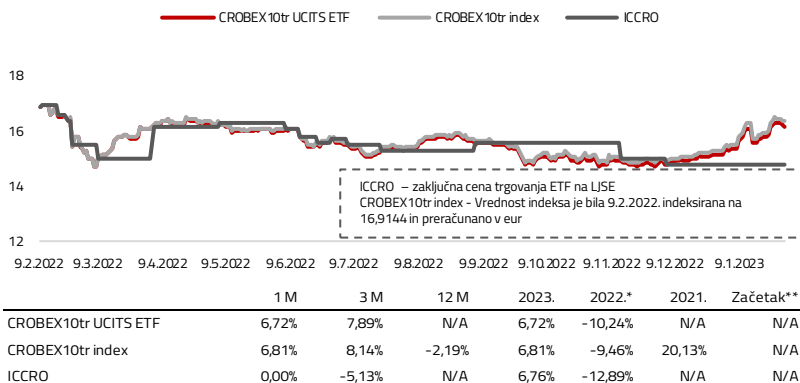 CROBEX10tr UCITS ETF CROBEX10tr index ICCRO
18
16
14
12
ICCRO – zaključna cena trgovanja ETF na LJSE
CROBEX10tr index - Vrednost indeksa je bila 9.2.2022. indeksirana na
16,9144 in preračunano v eur
9.2.2022 9.3.2022 9.4.2022 9.5.2022 9.6.2022 9.7.2022 9.8.2022 9.9.2022 9.10.2022 9.11.2022 9.12.2022 9.1.2023
1 M 3 M 12 M 2023. 2022.* 2021. Začetak**
CROBEX10tr UCITS ETF 6,72% 7,89% N/A 6,72% -10,24% N/A N/A
CROBEX10tr index 6,81% 8,14% -2,19% 6,81% -9,46% 20,13% N/A
ICCRO 0,00% -5,13% N/A 6,76% -12,89% N/A N/A